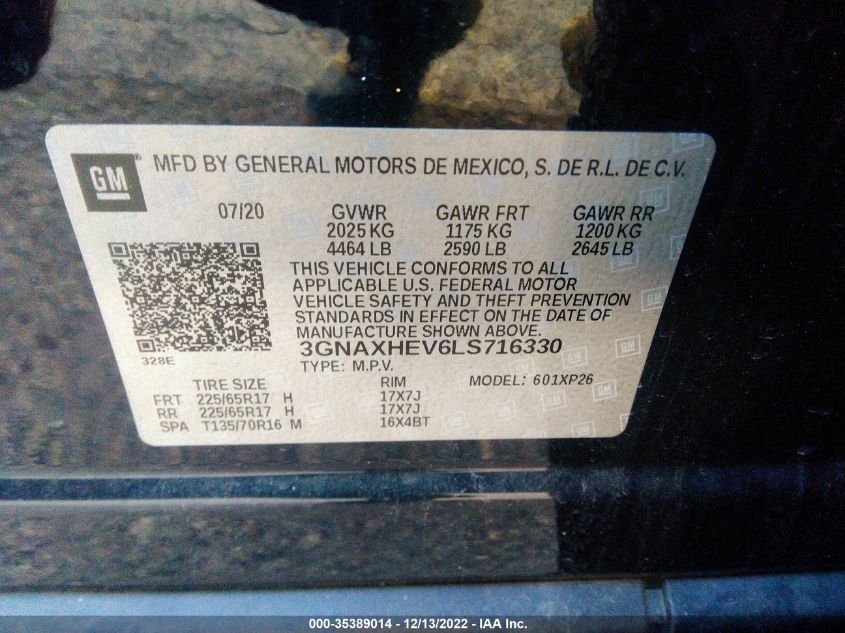 GM ® MFD BY GENERAL MOTORS DE MEXICO, S. DE R.L. DE C.V.
07/20 GVWR GAWR FRT GAWR RR
2025 KG 1175 KG 1200 KG
4464 LB 2590 LB 2645 LB
THIS VEHICLE CONFORMS TO ALL
APPLICABLE U.S. FEDERAL MOTOR
VEHICLE SAFETY AND THEFT PREVENTION
STANDARDS IN EFFECT ON THE DATE OF
MANUFACTURE SHOWN ABOVE.
328E 3GNAXHEV6LS716330
TYPE: M.P.V. MODEL: 601XP26
TIRE SIZE RIM
FRT 225/65R17 H 17X7J
RR 225/65R17 H 17X7J
SPA T135/70R16 M 16X4BT
000-35389014 - 12/13/2022 - IAA Inc.